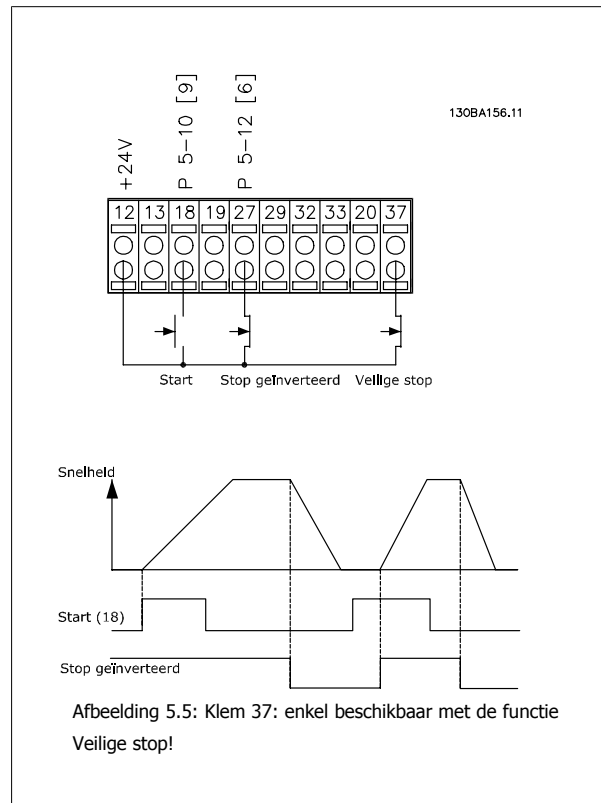 +24V
P 5-10 [9]
P 5-12 [6]
130BA156.11
12 13 18 19 27 29 32 33 20 37
Start
Stop geïnverteerd
Veilige stop
Snelheid
Start (18)
Stop geïnverteerd
Afbeelding 5.5: Klem 37: enkel beschikbaar met de functie
Veilige stop!